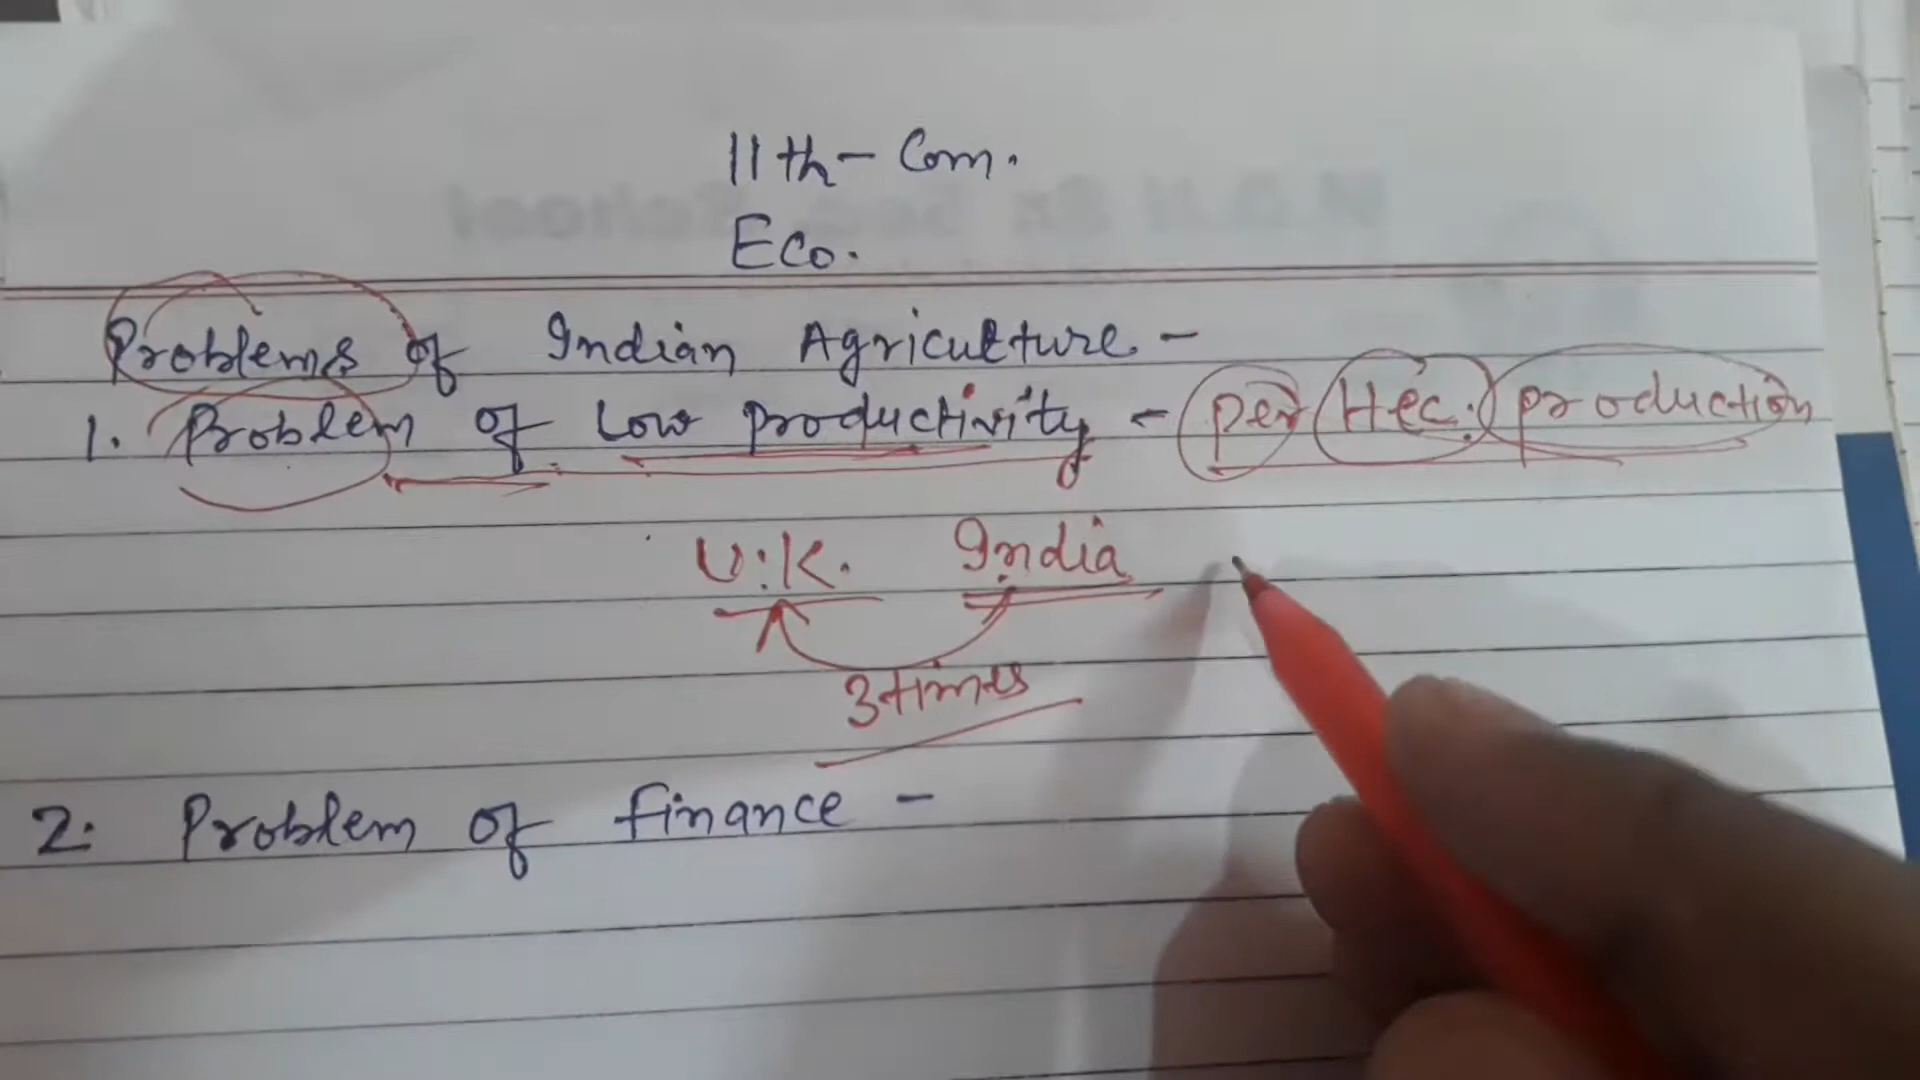 11th - Com.
Eco.
Problems of Indian Agriculture. -
1. Problem of Low productivity - per Hec. production
U.K. India
3 times
2. Problem of finance -